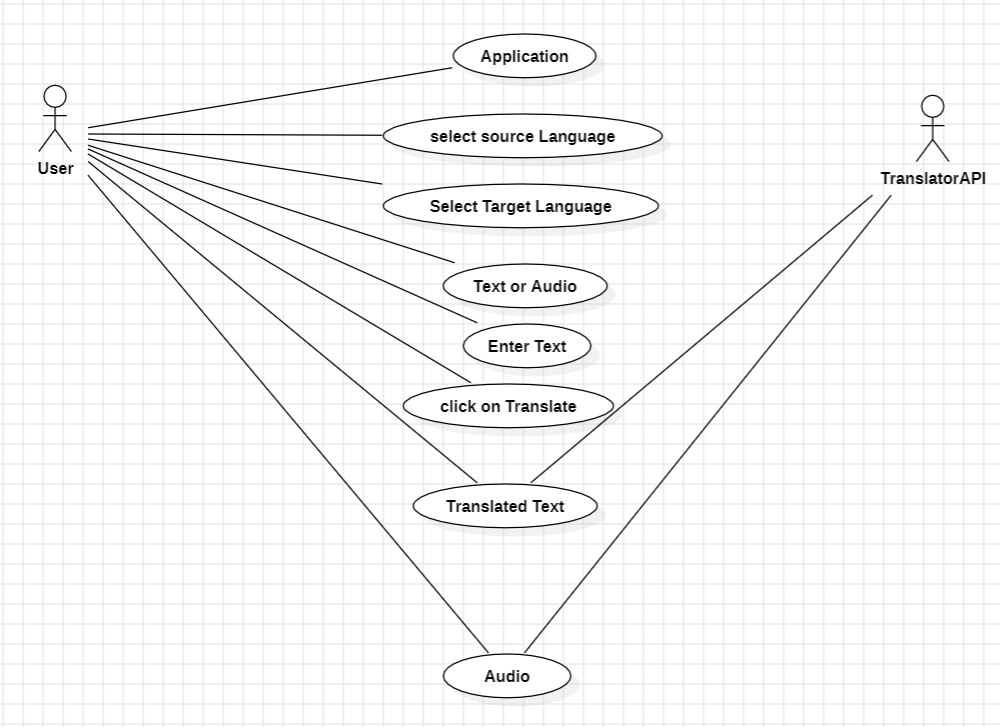 Application
User
select source Language
TranslatorAPI
Select Target Language
Text or Audio
Enter Text
click on Translate
Translated Text
Audio